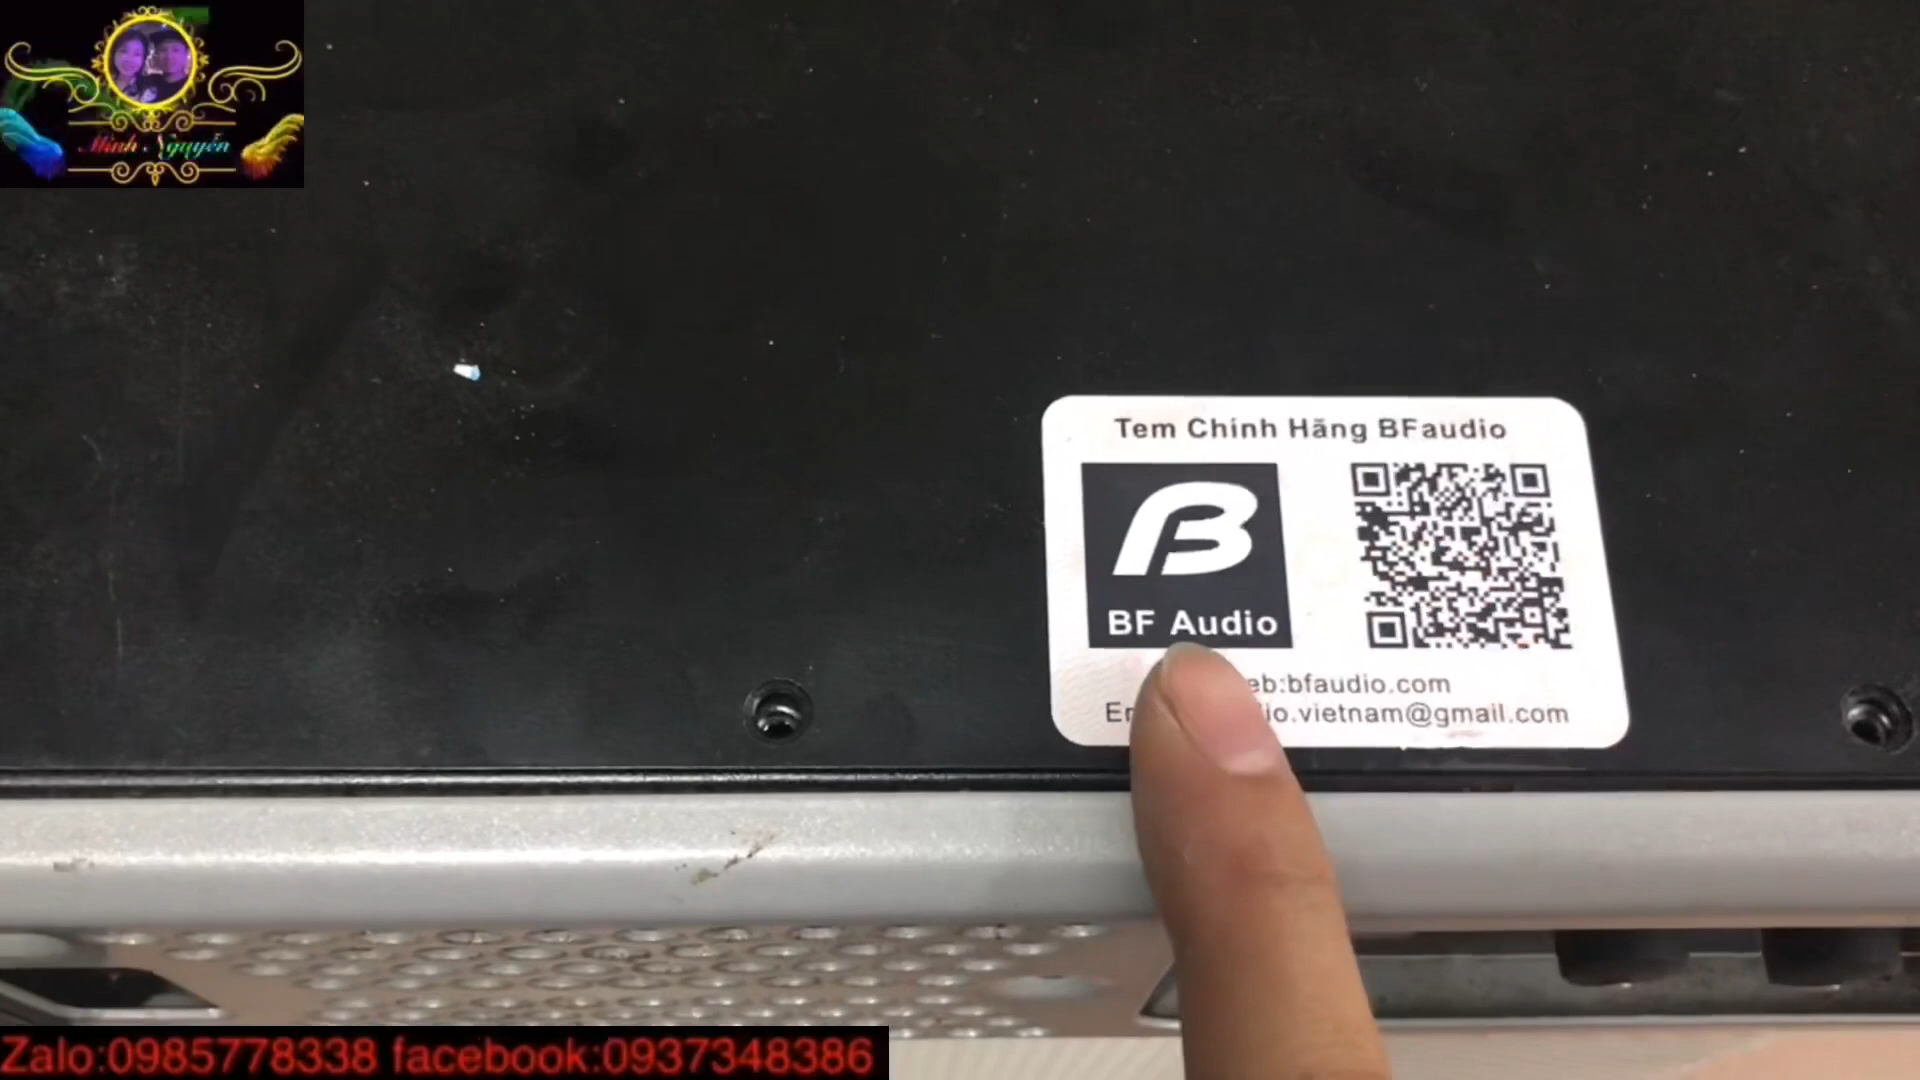 Minh Nguyễn
Tem Chính Hãng BFaudio
BF Audio
eb:bfaudio.com
io.vietnam@gmail.com
Zalo:0985778338 facebook:0937348386